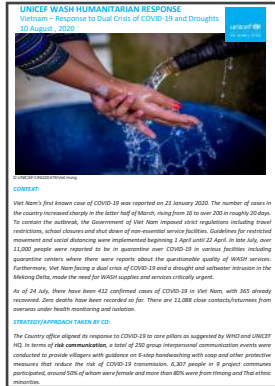 UNICEF WASH HUMANITARIAN RESPONSE
Vietnam – Response to Dual Crisis of COVID-19 and Droughts
10 August , 2020
unicef
for every child
© UNICEF/UNI220478/Viet Hung
CONTEXT:
Viet Nam's first known case of COVID-19 was reported on 23 January 2020. The number of cases in
the country increased sharply in the latter half of March, rising from 16 to over 200 in roughly 20 days.
To contain the outbreak, the Government of Viet Nam imposed strict regulations including travel
restrictions, school closures and shut down of non-essential service facilities. Guidelines for restricted
movement and social distancing were implemented beginning 1 April until 22 April. In late July, over
11,000 people were reported to be in quarantine over COVID-19 in various facilities including
quarantine centers where there were reports about the questionable quality of WASH services.
Furthermore, Viet Nam facing a dual crisis of COVID-19 and a drought and saltwater intrusion in the
Mekong Delta, made the need for WASH supplies and services critically urgent.
As of 24 July, there have been 412 confirmed cases of COVID-19 in Viet Nam, with 365 already
recovered. Zero deaths have been recorded so far. There are 11,088 close contacts/returnees from
overseas under health monitoring and isolation.
STRATEGY/APPROACH TAKEN BY CO:
The Country office aligned its response to COVID-19 to core pillars as suggested by WHO and UNICEF
HQ. In terms of risk communication, a total of 250 group interpersonal communication events were
conducted to provide villagers with guidance on 6-step handwashing with soap and other protective
measures that reduce the risk of COVID-19 transmission. 6,307 people in 9 project communes
participated, around 50% of whom were female and more than 80% were from Hmong and Thai ethnic
minorities.